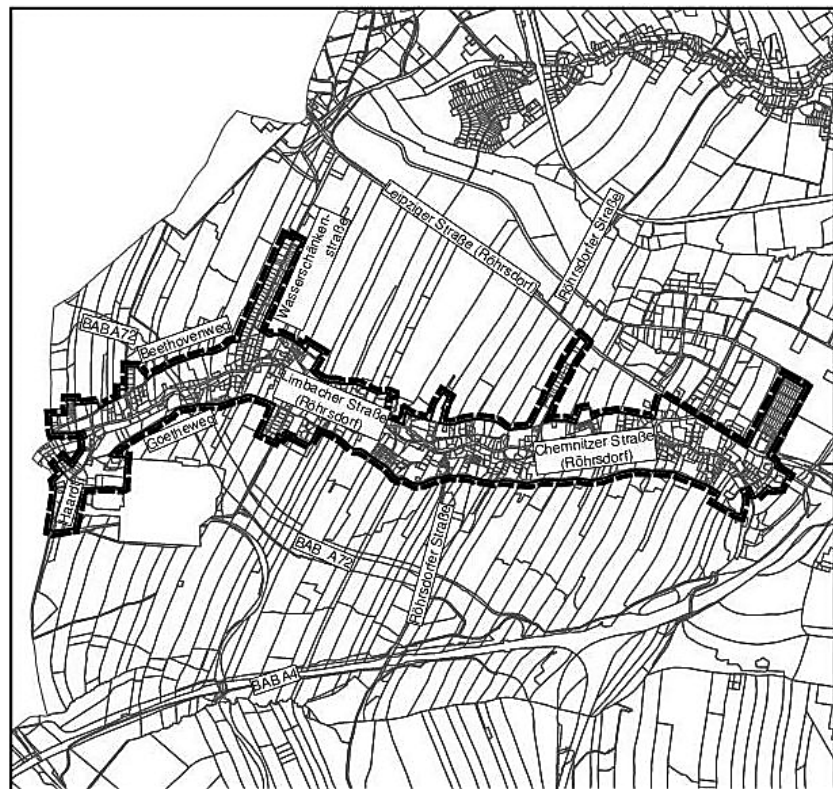 Leipziger Straße (Röhrsdorf)
Röhrsdorfer Straße
Wasserschänken-
straße
BAB A72
Beethovenweg
Limbacher Straße
(Röhrsdorf)
Goetheweg
Chemnitzer Straße
(Röhrsdorf)
Haardt
BAB A72
Röhrsdorfer Straße
BAB A4